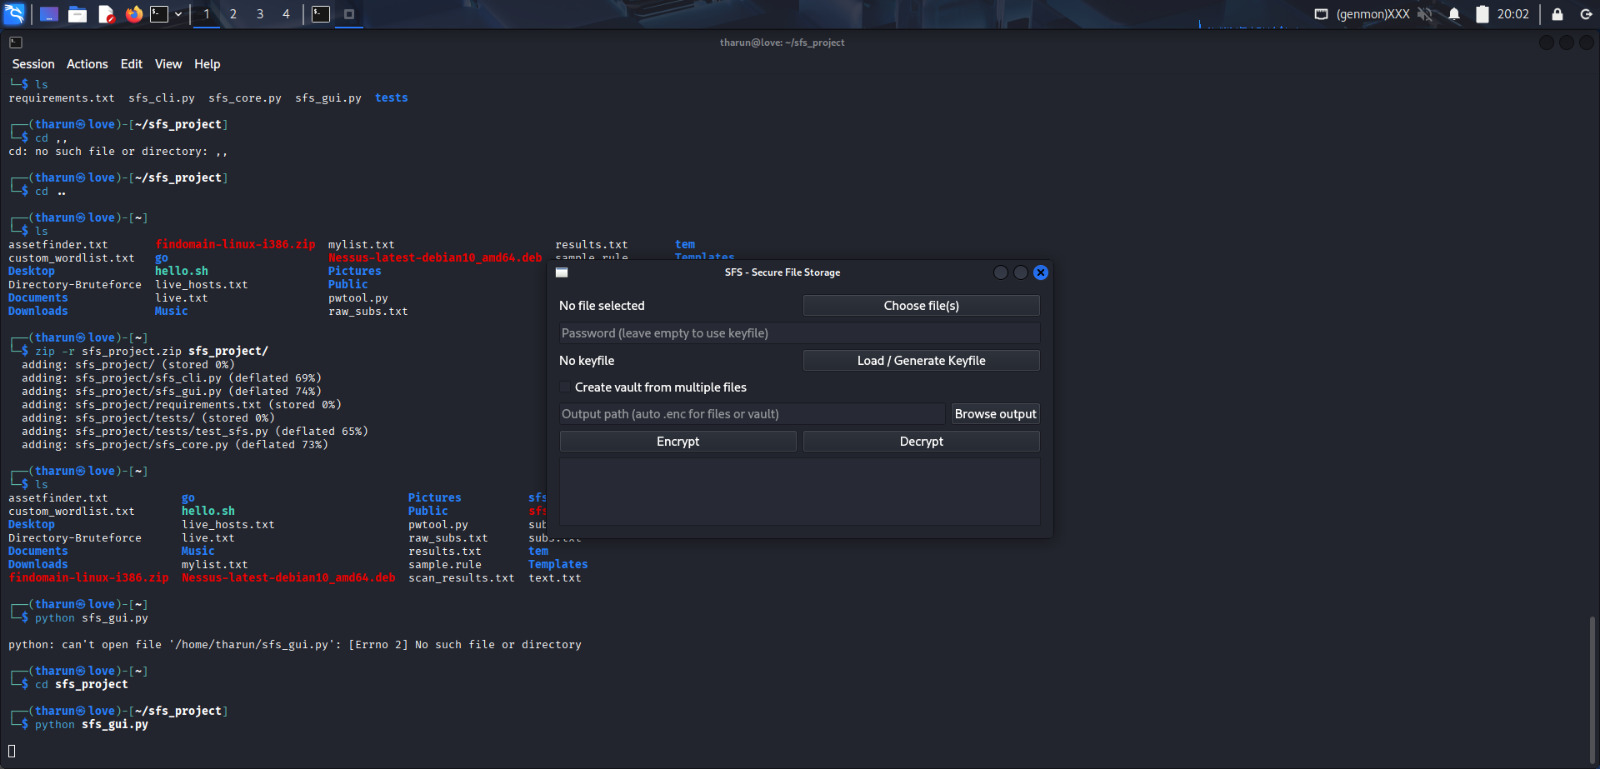 1 2 3 4 (genmon)XXX 20:02
tharun@love: ~/sfs_project
Session Actions Edit View Help
└─$ ls
requirements.txt sfs_cli.py sfs_core.py sfs_gui.py tests
┌──(tharun㉿love)-[~/sfs_project]
└─$ cd ,,
cd: no such file or directory: ,,
┌──(tharun㉿love)-[~/sfs_project]
└─$ cd ..
┌──(tharun㉿love)-[~]
└─$ ls
assetfinder.txt findomain-linux-i386.zip mylist.txt results.txt tem
custom_wordlist.txt go Nessus-latest-debian10_amd64.deb sample.rule Templates
Desktop hello.sh Pictures
Directory-Bruteforce live_hosts.txt Public
Documents live.txt pwtool.py
Downloads Music raw_subs.txt
┌──(tharun㉿love)-[~]
└─$ zip -r sfs_project.zip sfs_project/
adding: sfs_project/ (stored 0%)
adding: sfs_project/sfs_cli.py (deflated 69%)
adding: sfs_project/sfs_gui.py (deflated 74%)
adding: sfs_project/requirements.txt (stored 0%)
adding: sfs_project/tests/ (stored 0%)
adding: sfs_project/tests/test_sfs.py (deflated 65%)
adding: sfs_project/sfs_core.py (deflated 73%)
┌──(tharun㉿love)-[~]
└─$ ls
assetfinder.txt go Pictures sfs
custom_wordlist.txt hello.sh Public sfs
Desktop live_hosts.txt pwtool.py sub
Directory-Bruteforce live.txt raw_subs.txt subs.txt
Documents Music results.txt tem
Downloads mylist.txt sample.rule Templates
findomain-linux-i386.zip Nessus-latest-debian10_amd64.deb scan_results.txt text.txt
┌──(tharun㉿love)-[~]
└─$ python sfs_gui.py
python: can't open file '/home/tharun/sfs_gui.py': [Errno 2] No such file or directory
┌──(tharun㉿love)-[~]
└─$ cd sfs_project
┌──(tharun㉿love)-[~/sfs_project]
└─$ python sfs_gui.py
SFS - Secure File Storage
No file selected Choose file(s)
Password (leave empty to use keyfile)
No keyfile Load / Generate Keyfile
Create vault from multiple files
Output path (auto .enc for files or vault) Browse output
Encrypt Decrypt